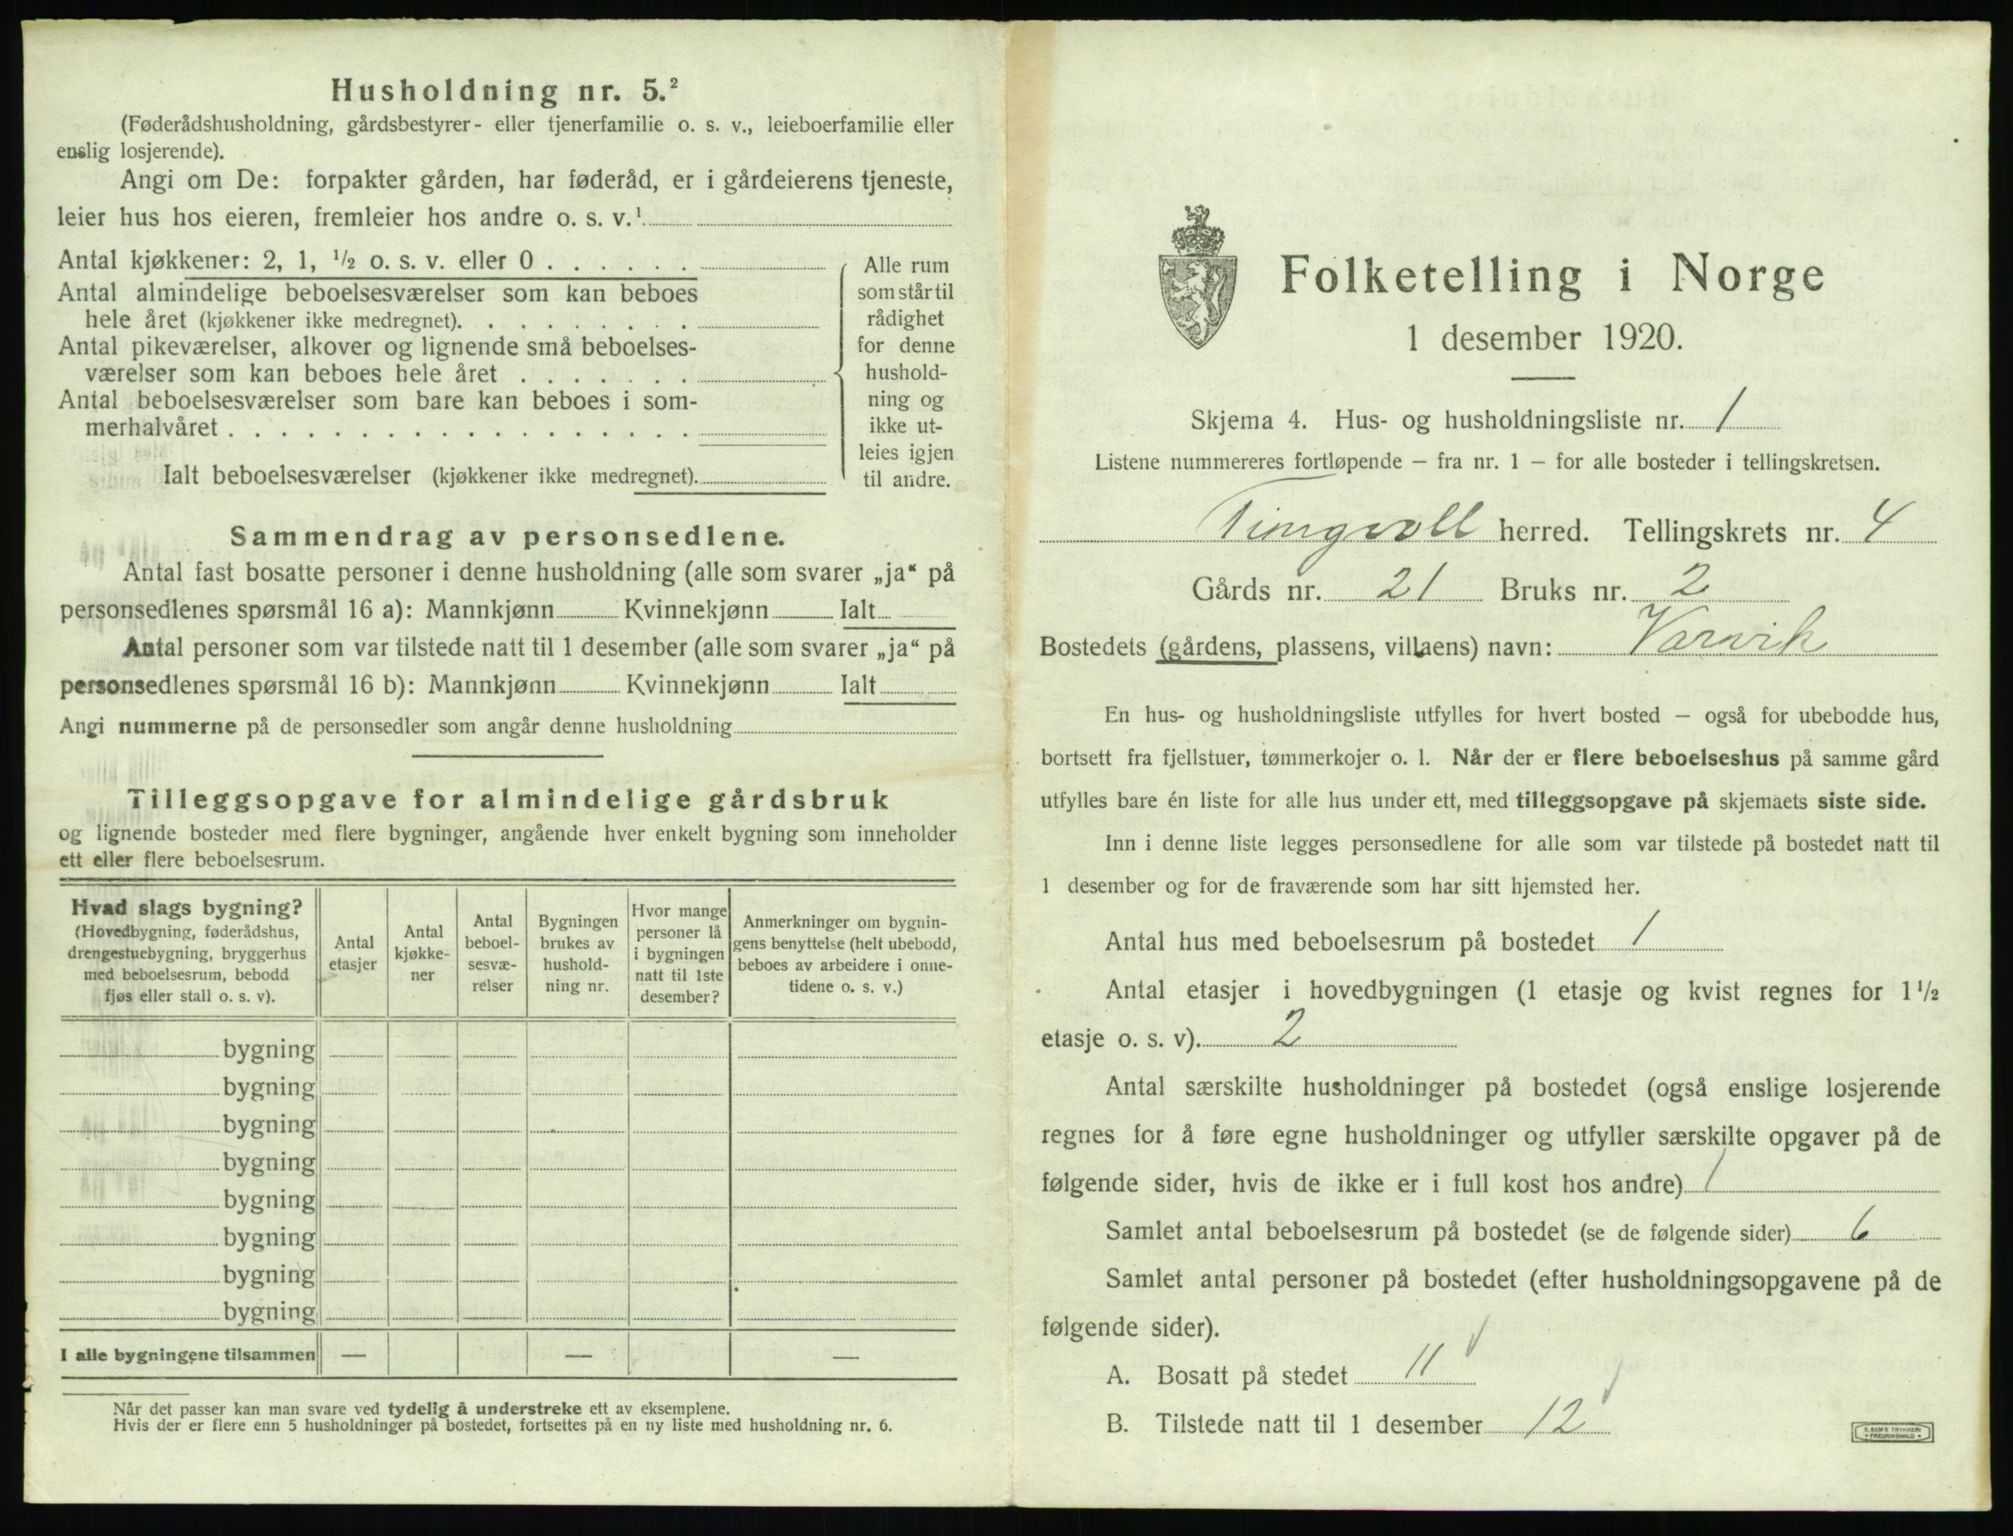 Husholdning nr. 5.²
(Føderådshusholdning, gårdsbestyrer- eller tjenerfamilie o. s. v., leieboerfamilie eller
enslig losjerende).
Angi om De: forpakter gården, har føderåd, er i gårdeierens tjeneste,
leier hus hos eieren, fremleier hos andre o. s. v.¹
Antal kjøkkener: 2, 1, ½ o. s. v. eller 0 . . . . . .
Antal almindelige beboelsesværelser som kan beboes
hele året (kjøkkener ikke medregnet). . . . . . . . .
Antal pikeværelser, alkover og lignende små beboelses-
værelser som kan beboes hele året . . . . . . .
Antal beboelsesværelser som bare kan beboes i som-
merhalvåret . . . . . . . . . . . . . . . . . .
Ialt beboelsesværelser (kjøkkener ikke medregnet).
Alle rum
som står til
rådighet
for denne
hushold-
ning og
ikke ut-
leies igjen
til andre.
Sammendrag av personsedlene.
Antal fast bosatte personer i denne husholdning (alle som svarer „ja“ på
personsedlenes spørsmål 16 a): Mannkjønn Kvinnekjønn Ialt
Antal personer som var tilstede natt til 1 desember (alle som svarer „ja“ på
personsedlenes spørsmål 16 b): Mannkjønn Kvinnekjønn Ialt
Angi nummerne på de personsedler som angår denne husholdning
Tilleggsopgave for almindelige gårdsbruk
og lignende bosteder med flere bygninger, angående hver enkelt bygning som inneholder
ett eller flere beboelsesrum.
Hvad slags bygning?
(Hovedbygning, føderådshus,
drengestuebygning, bryggerhus
med beboelsesrum, bebodd
fjøs eller stall o. s. v).
Antal
etasjer
Antal
kjøkke-
ner
Antal
beboel-
sesvæ-
relser
Bygningen
brukes av
hushold-
ning nr.
Hvor mange
personer lå
i bygningen
natt til 1ste
desember?
Anmerkninger om bygnin-
gens benyttelse (helt ubebodd,
beboes av arbeidere i onne-
tidene o. s. v.)
bygning
bygning
bygning
bygning
bygning
bygning
bygning
bygning
I alle bygningene tilsammen — — —
Når det passer kan man svare ved tydelig å understreke ett av eksemplene.
Hvis der er flere enn 5 husholdninger på bostedet, fortsettes på en ny liste med husholdning nr. 6.
Folketelling i Norge
1 desember 1920.
Skjema 4. Hus- og husholdningsliste nr. 1
Listene nummereres fortløpende — fra nr. 1 — for alle bosteder i tellingskretsen.
Tingvoll herred. Tellingskrets nr. 4
Gårds nr. 21 Bruks nr. 2
Bostedets (gårdens, plassens, villaens) navn: Varvik
En hus- og husholdningsliste utfylles for hvert bosted — også for ubebodde hus,
bortsett fra fjellstuer, tømmerkojer o. l. Når der er flere beboelseshus på samme gård
utfylles bare én liste for alle hus under ett, med tilleggsopgave på skjemaets siste side.
Inn i denne liste legges personsedlene for alle som var tilstede på bostedet natt til
1 desember og for de fraværende som har sitt hjemsted her.
Antal hus med beboelsesrum på bostedet 1
Antal etasjer i hovedbygningen (1 etasje og kvist regnes for 1½
etasje o. s. v). 2
Antal særskilte husholdninger på bostedet (også enslige losjerende
regnes for å føre egne husholdninger og utfyller særskilte opgaver på de
følgende sider, hvis de ikke er i full kost hos andre) 1
Samlet antal beboelsesrum på bostedet (se de følgende sider) 6
Samlet antal personer på bostedet (efter husholdningsopgavene på de
følgende sider).
A. Bosatt på stedet 11
B. Tilstede natt til 1 desember 12